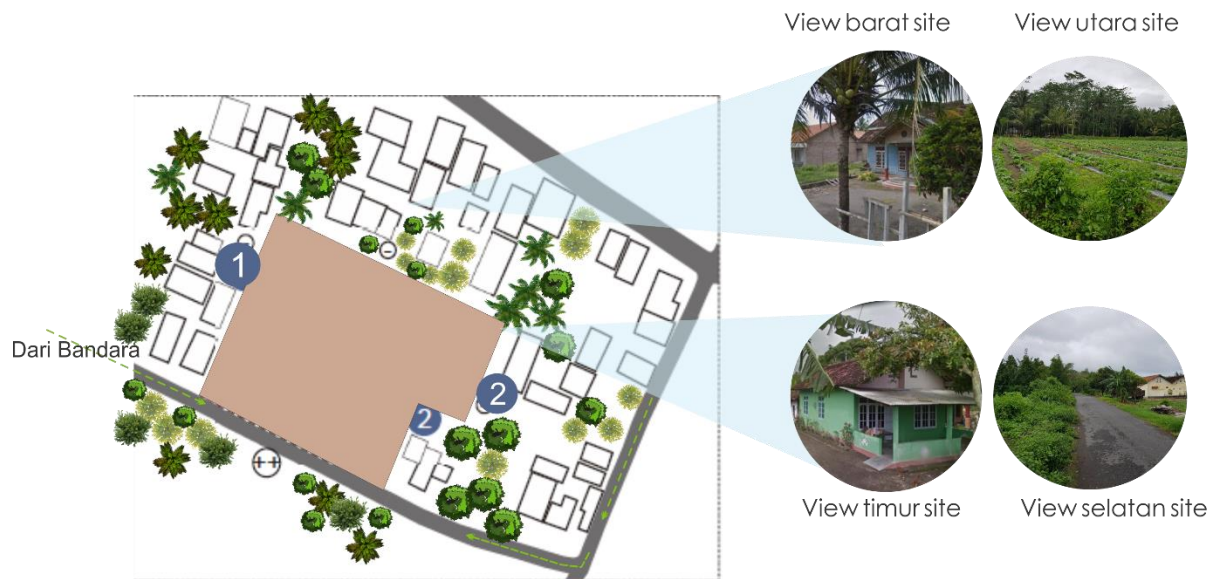 View barat site
View utara site
1
Dari Bandara
2
2
++
View timur site
View selatan site